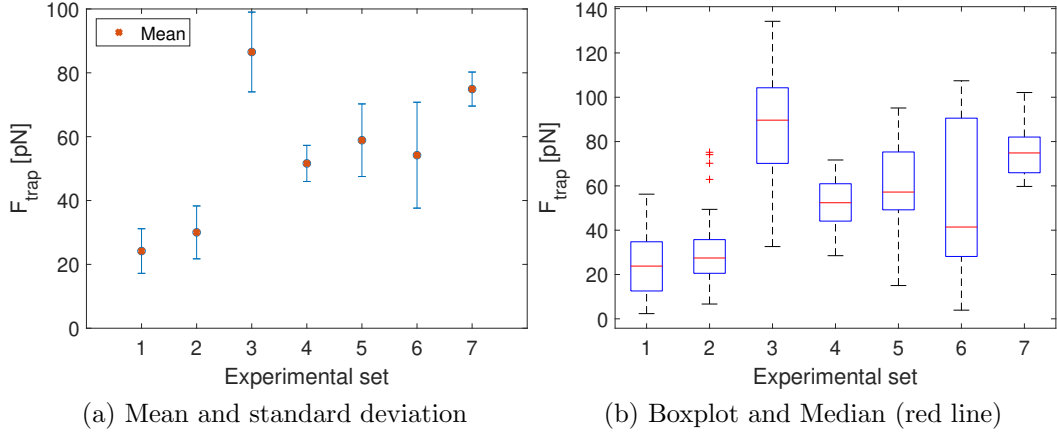 100
80
60
40
20
0
F_trap [pN]
Mean
1 2 3 4 5 6 7
Experimental set
(a) Mean and standard deviation
140
120
100
80
60
40
20
0
F_trap [pN]
1 2 3 4 5 6 7
Experimental set
(b) Boxplot and Median (red line)